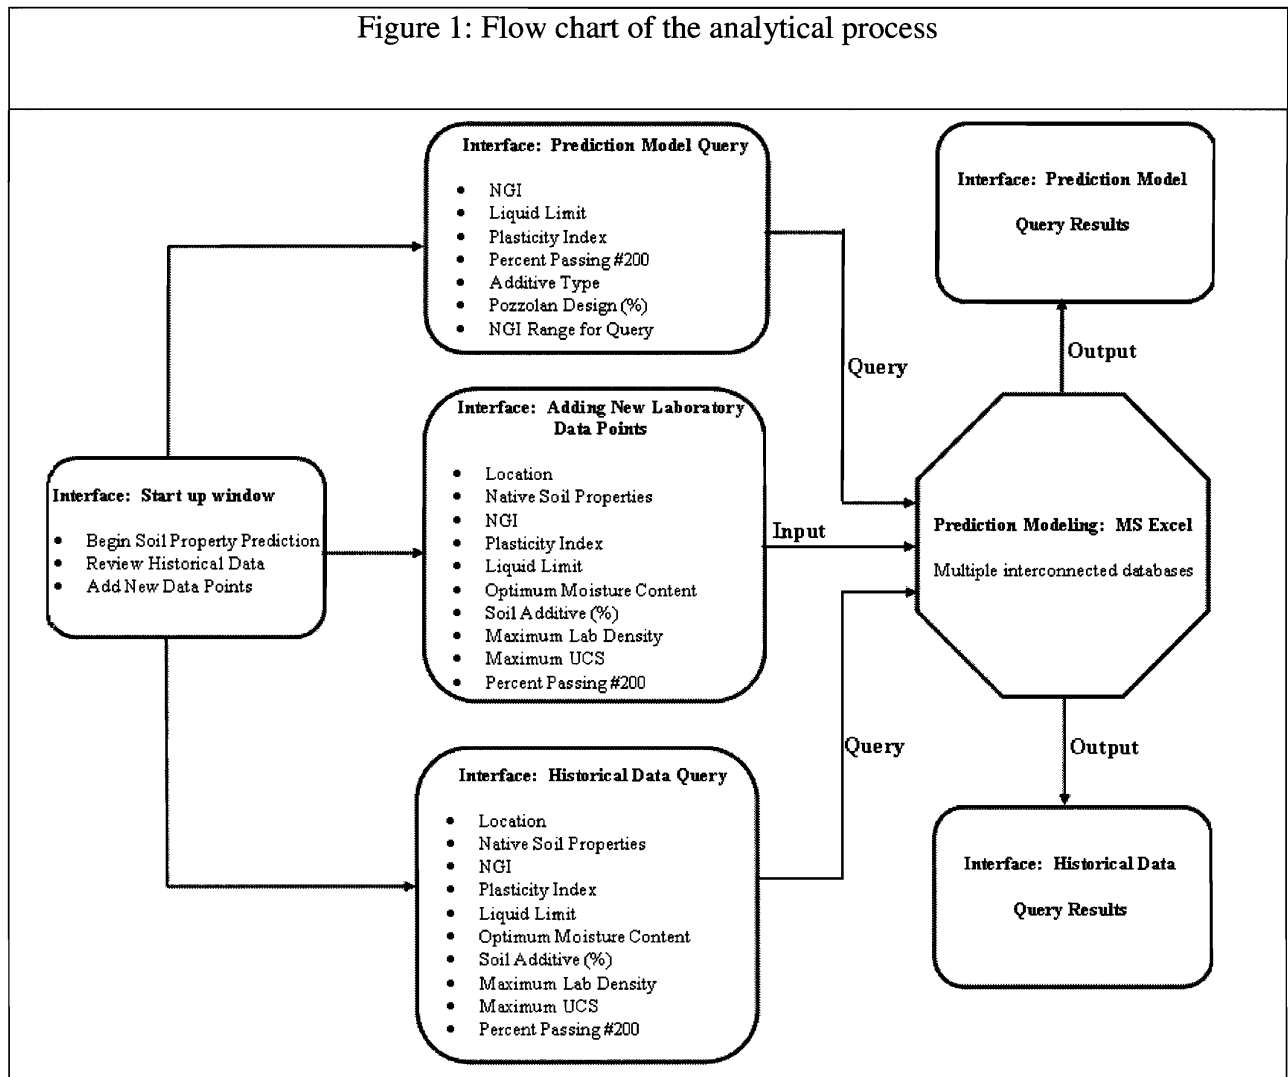 Figure 1: Flow chart of the analytical process
Interface: Prediction Model Query
• NGI
• Liquid Limit
• Plasticity Index
• Percent Passing #200
• Additive Type
• Pozzolan Design (%)
• NGI Range for Query
Interface: Prediction Model
Query Results
Query
Output
Interface: Adding New Laboratory
Data Points
• Location
• Native Soil Properties
• NGI
• Plasticity Index
• Liquid Limit
• Optimum Moisture Content
• Soil Additive (%)
• Maximum Lab Density
• Maximum UCS
• Percent Passing #200
Interface: Start up window
• Begin Soil Property Prediction
• Review Historical Data
• Add New Data Points
Input
Prediction Modeling: MS Excel
Multiple interconnected databases
Query
Output
Interface: Historical Data Query
• Location
• Native Soil Properties
• NGI
• Plasticity Index
• Liquid Limit
• Optimum Moisture Content
• Soil Additive (%)
• Maximum Lab Density
• Maximum UCS
• Percent Passing #200
Interface: Historical Data
Query Results